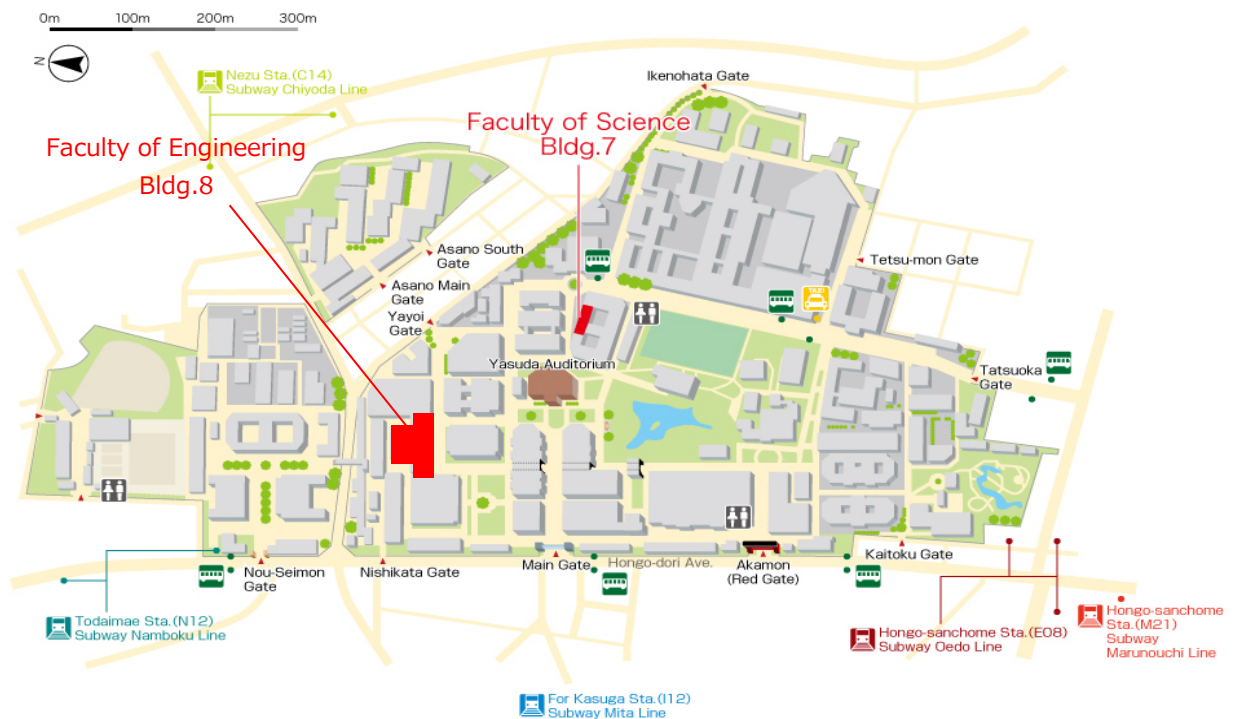 0m 100m 200m 300m
N
Nezu Sta.(C14)
Subway Chiyoda Line
Ikenohata Gate
Faculty of Science
Bldg.7
Faculty of Engineering
Bldg.8
Asano South
Gate
Asano Main
Gate
Yayoi
Gate
Tetsu-mon Gate
TAXI
Yasuda Auditorium
Tatsuoka
Gate
Nou-Seimon
Gate
Nishikata Gate
Main Gate
Hongo-dori Ave.
Akamon
(Red Gate)
Kaitoku Gate
Todaimae Sta.(N12)
Subway Namboku Line
Hongo-sanchome Sta.(E08)
Subway Oedo Line
Hongo-sanchome
Sta.(M21)
Subway
Marunouchi Line
For Kasuga Sta.(I12)
Subway Mita Line